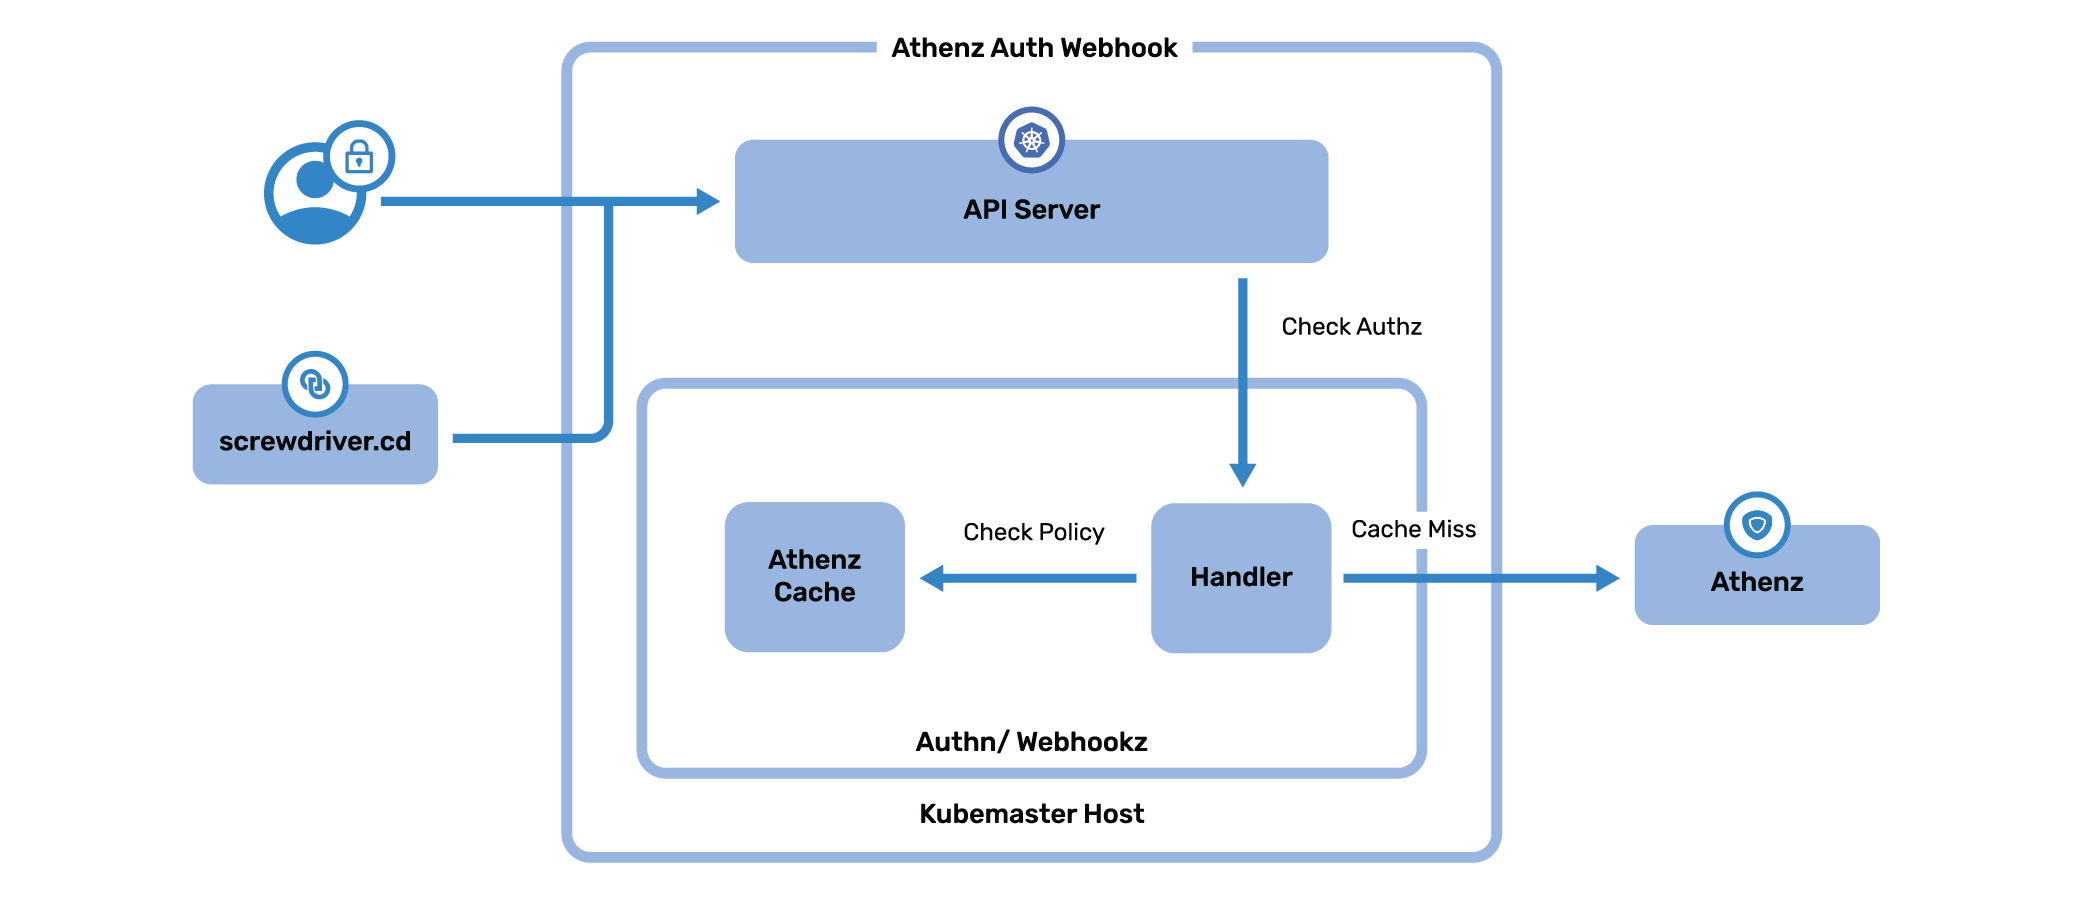 Athenz Auth Webhook
API Server
Check Authz
screwdriver.cd
Check Policy
Cache Miss
Athenz
Cache
Handler
Athenz
Authn/ Webhookz
Kubemaster Host